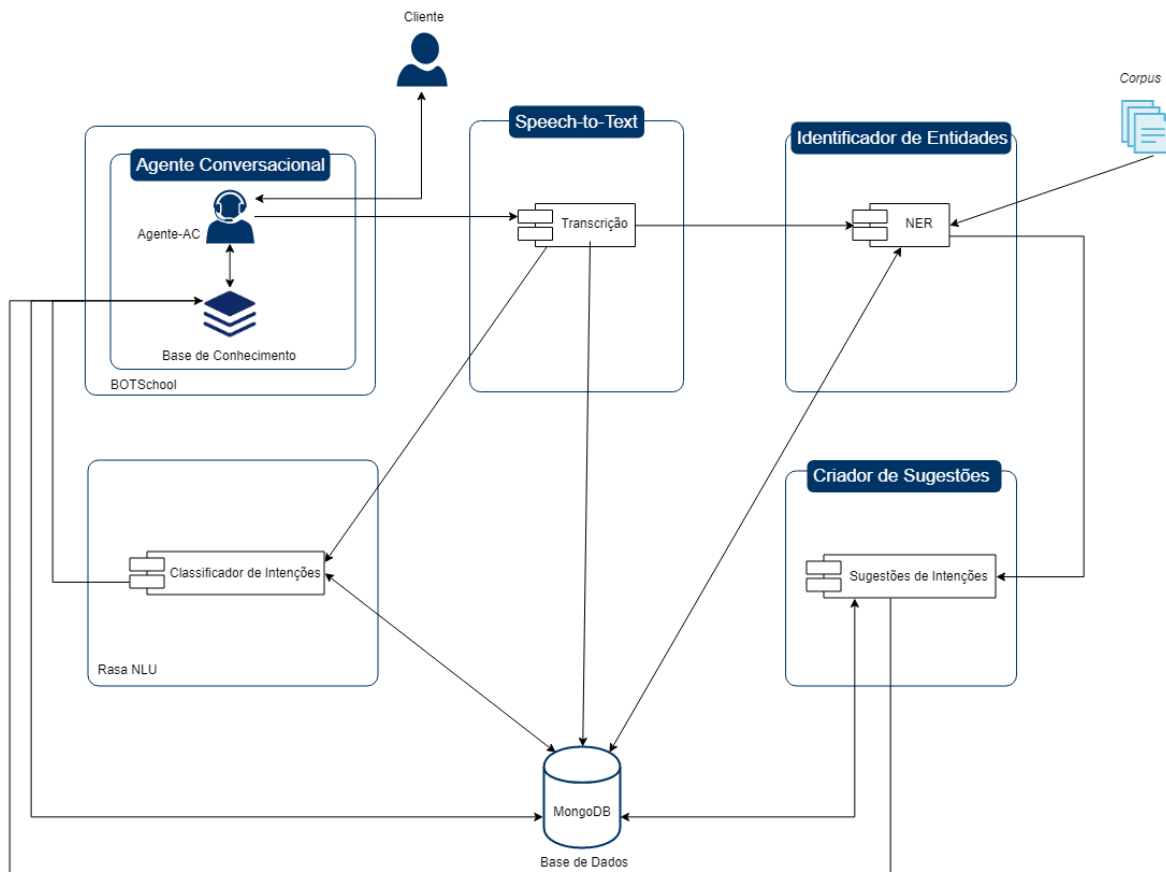 Cliente
Corpus
Speech-to-Text
Identificador de Entidades
Agente Conversacional
Agente-AC
Transcrição
NER
Base de Conhecimento
BOTSchool
Criador de Sugestões
Classificador de Intenções
Sugestões de Intenções
Rasa NLU
MongoDB
Base de Dados